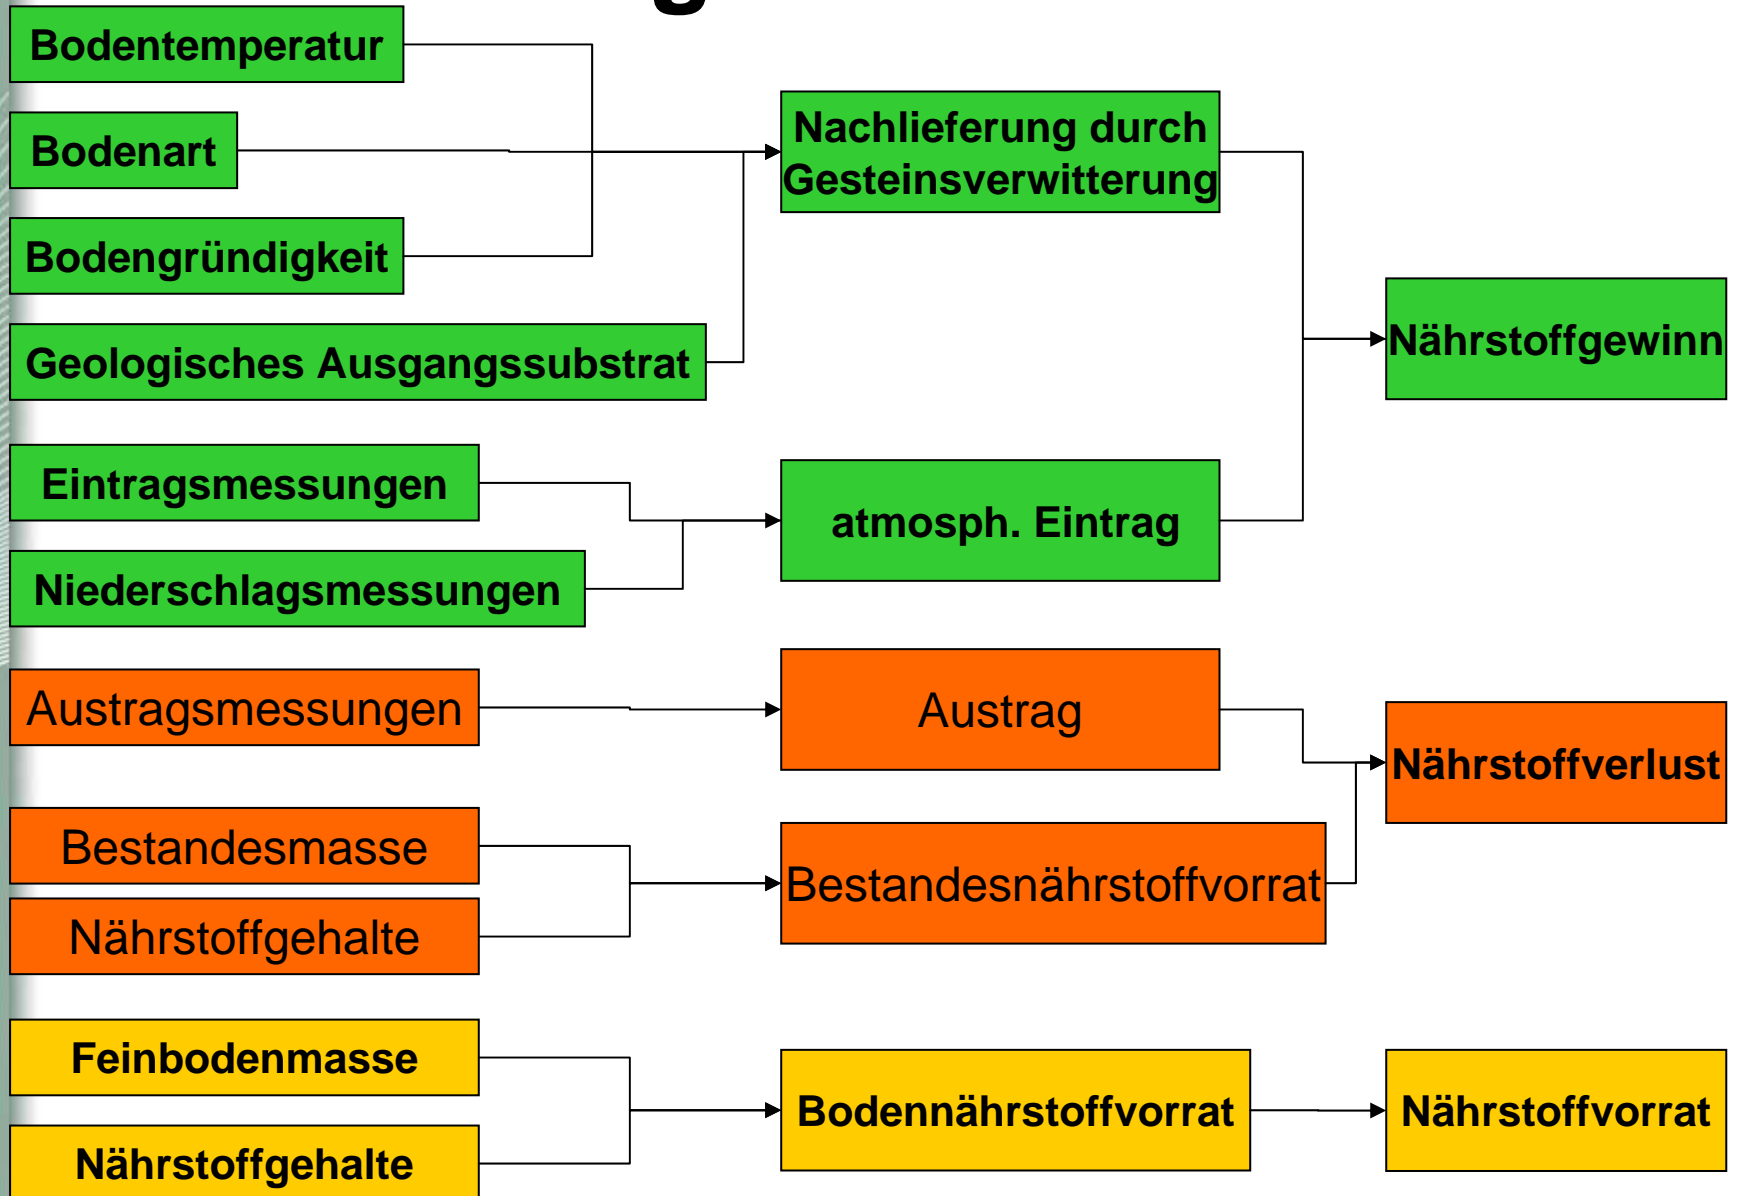 Bodentemperatur
Bodenart
Bodengründigkeit
Geologisches Ausgangssubstrat
Eintragsmessungen
Niederschlagsmessungen
Austragsmessungen
Bestandesmasse
Nährstoffgehalte
Feinbodenmasse
Nährstoffgehalte
Nachlieferung durch
Gesteinsverwitterung
atmosph. Eintrag
Austrag
Bestandesnährstoffvorrat
Bodennährstoffvorrat
Nährstoffgewinn
Nährstoffverlust
Nährstoffvorrat